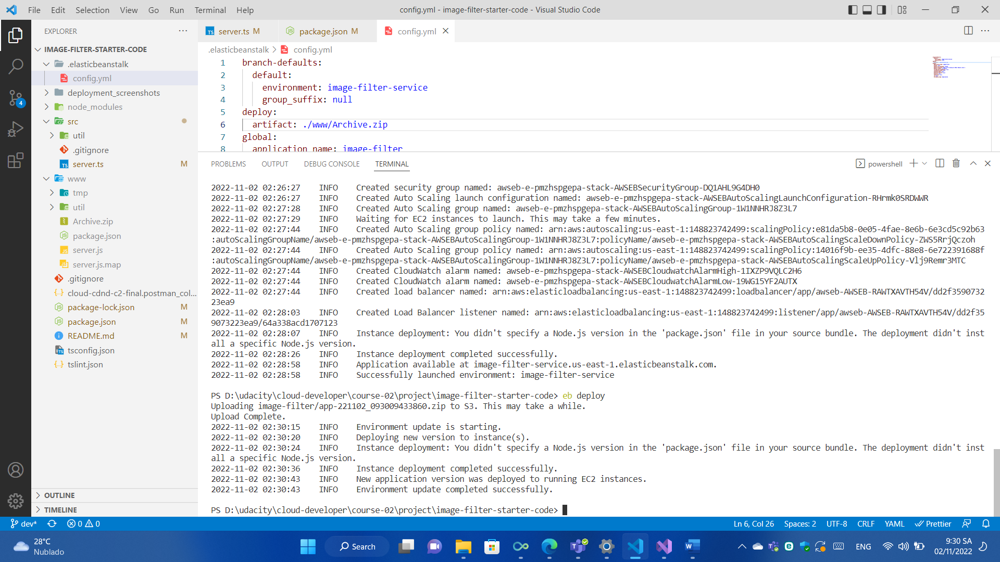 File Edit Selection View Go Run Terminal Help
config.yml - image-filter-starter-code - Visual Studio Code
EXPLORER
IMAGE-FILTER-STARTER-CODE
.elasticbeanstalk
config.yml
deployment_screenshots
node_modules
src
util
.gitignore
server.ts M
www
tmp
util
Archive.zip
package.json
server.js
server.js.map
.gitignore
cloud-cdnd-c2-final.postman_col...
package-lock.json M
package.json M
README.md M
tsconfig.json
tslint.json
OUTLINE
TIMELINE
4
server.ts M
package.json M
config.yml
.elasticbeanstalk > config.yml
1 branch-defaults:
2 default:
3 environment: image-filter-service
4 group_suffix: null
5 deploy:
6 artifact: ./www/Archive.zip
7 global:
8 application_name: image-filter
PROBLEMS OUTPUT DEBUG CONSOLE TERMINAL
powershell
2022-11-02 02:26:27 INFO Created security group named: awseb-e-pmzhspgepa-stack-AWSEBSecurityGroup-DQ1AHL9G4DH0
2022-11-02 02:26:27 INFO Created Auto Scaling launch configuration named: awseb-e-pmzhspgepa-stack-AWSEBAutoScalingLaunchConfiguration-RHrmk0SRDWWR
2022-11-02 02:27:28 INFO Created Auto Scaling group named: awseb-e-pmzhspgepa-stack-AWSEBAutoScalingGroup-1W1NNHRJ8Z3L7
2022-11-02 02:27:29 INFO Waiting for EC2 instances to launch. This may take a few minutes.
2022-11-02 02:27:44 INFO Created Auto Scaling group policy named: arn:aws:autoscaling:us-east-1:148823742499:scalingPolicy:e81da5b8-0e05-4fae-8e6b-6e3cd5c92b63
:autoScalingGroupName/awseb-e-pmzhspgepa-stack-AWSEBAutoScalingGroup-1W1NNHRJ8Z3L7:policyName/awseb-e-pmzhspgepa-stack-AWSEBAutoScalingScaleDownPolicy-ZWS5RrjQczoh
2022-11-02 02:27:44 INFO Created Auto Scaling group policy named: arn:aws:autoscaling:us-east-1:148823742499:scalingPolicy:14016f9b-ee35-4dfc-88e8-6e722391688f
:autoScalingGroupName/awseb-e-pmzhspgepa-stack-AWSEBAutoScalingGroup-1W1NNHRJ8Z3L7:policyName/awseb-e-pmzhspgepa-stack-AWSEBAutoScalingScaleUpPolicy-Vlj9Remr3MTC
2022-11-02 02:27:44 INFO Created CloudWatch alarm named: awseb-e-pmzhspgepa-stack-AWSEBCloudwatchAlarmHigh-1IXZP9VQLC2H6
2022-11-02 02:27:44 INFO Created CloudWatch alarm named: awseb-e-pmzhspgepa-stack-AWSEBCloudwatchAlarmLow-19WG15YF2AUTX
2022-11-02 02:27:44 INFO Created load balancer named: arn:aws:elasticloadbalancing:us-east-1:148823742499:loadbalancer/app/awseb-AWSEB-RAWTXAVTH54V/dd2f3590732
23ea9
2022-11-02 02:28:03 INFO Created Load Balancer listener named: arn:aws:elasticloadbalancing:us-east-1:148823742499:listener/app/awseb-AWSEB-RAWTXAVTH54V/dd2f35
9073223ea9/64a338acd1707123
2022-11-02 02:28:07 INFO Instance deployment: You didn't specify a Node.js version in the 'package.json' file in your source bundle. The deployment didn't inst
all a specific Node.js version.
2022-11-02 02:28:26 INFO Instance deployment completed successfully.
2022-11-02 02:28:58 INFO Application available at image-filter-service.us-east-1.elasticbeanstalk.com.
2022-11-02 02:28:58 INFO Successfully launched environment: image-filter-service
PS D:\udacity\cloud-developer\course-02\project\image-filter-starter-code> eb deploy
Uploading image-filter/app-221102_093009433860.zip to S3. This may take a while.
Upload Complete.
2022-11-02 02:30:15 INFO Environment update is starting.
2022-11-02 02:30:20 INFO Deploying new version to instance(s).
2022-11-02 02:30:24 INFO Instance deployment: You didn't specify a Node.js version in the 'package.json' file in your source bundle. The deployment didn't inst
all a specific Node.js version.
2022-11-02 02:30:36 INFO Instance deployment completed successfully.
2022-11-02 02:30:43 INFO New application version was deployed to running EC2 instances.
2022-11-02 02:30:43 INFO Environment update completed successfully.
PS D:\udacity\cloud-developer\course-02\project\image-filter-starter-code>
dev* 0 0
Ln 6, Col 26 Spaces: 2 UTF-8 CRLF YAML Prettier
28°C
Nublado
Search
ENG
9:30 SA
02/11/2022